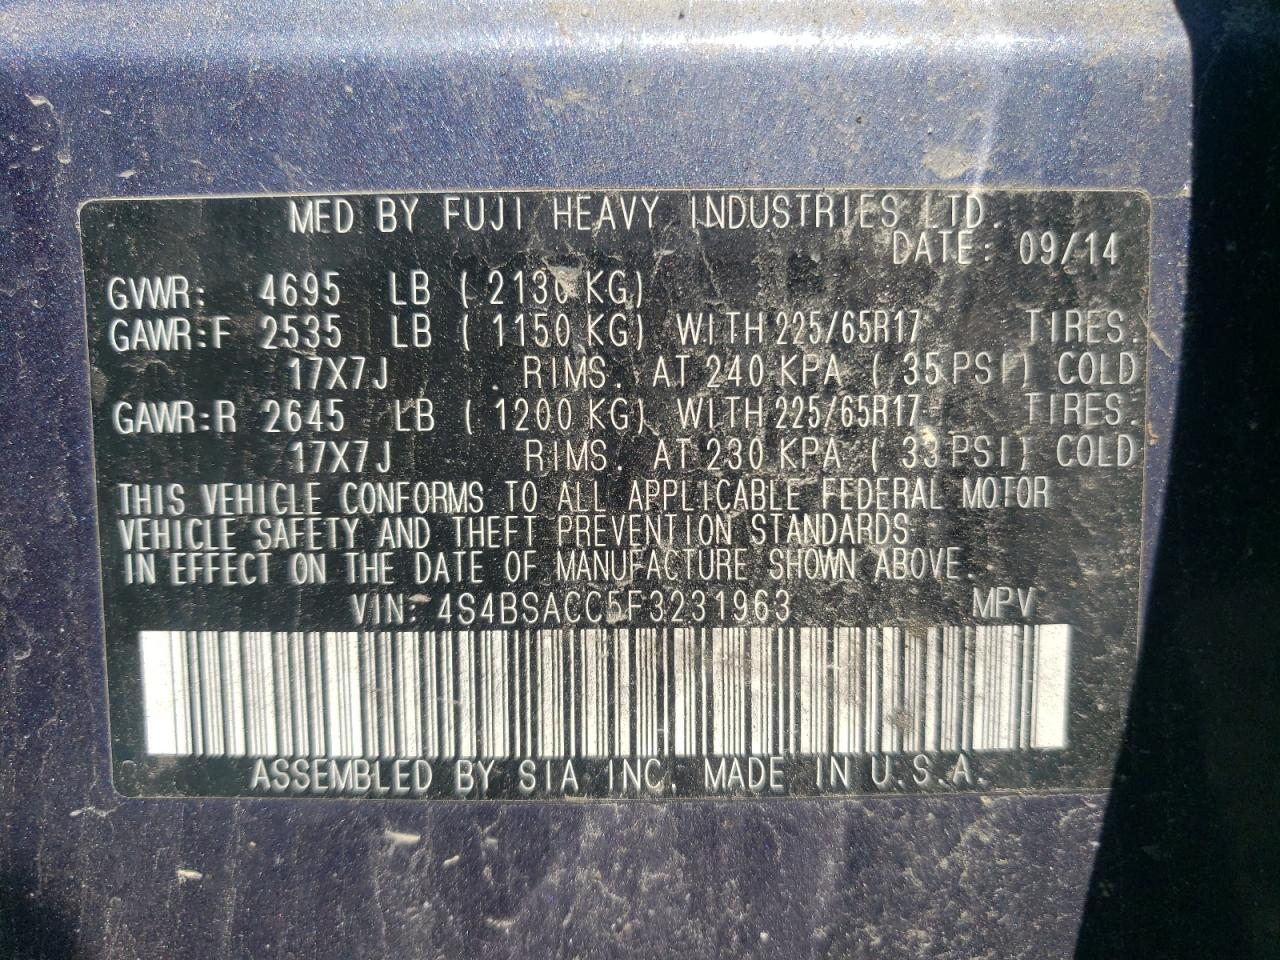 MFD BY FUJI HEAVY INDUSTRIES LTD.
DATE: 09/14
GVWR: 4695 LB (2130 KG)
GAWR:F 2535 LB (1150 KG) WITH 225/65R17 TIRES.
17X7J . RIMS. AT 240 KPA (35 PSI) COLD
GAWR:R 2645 LB (1200 KG) WITH 225/65R17 TIRES.
17X7J RIMS. AT 230 KPA (33 PSI) COLD
THIS VEHICLE CONFORMS TO ALL APPLICABLE FEDERAL MOTOR
VEHICLE SAFETY AND THEFT PREVENTION STANDARDS
IN EFFECT ON THE DATE OF MANUFACTURE SHOWN ABOVE.
VIN: 4S4BSACC5F3231963 MPV
ASSEMBLED BY SIA INC. MADE IN U.S.A.